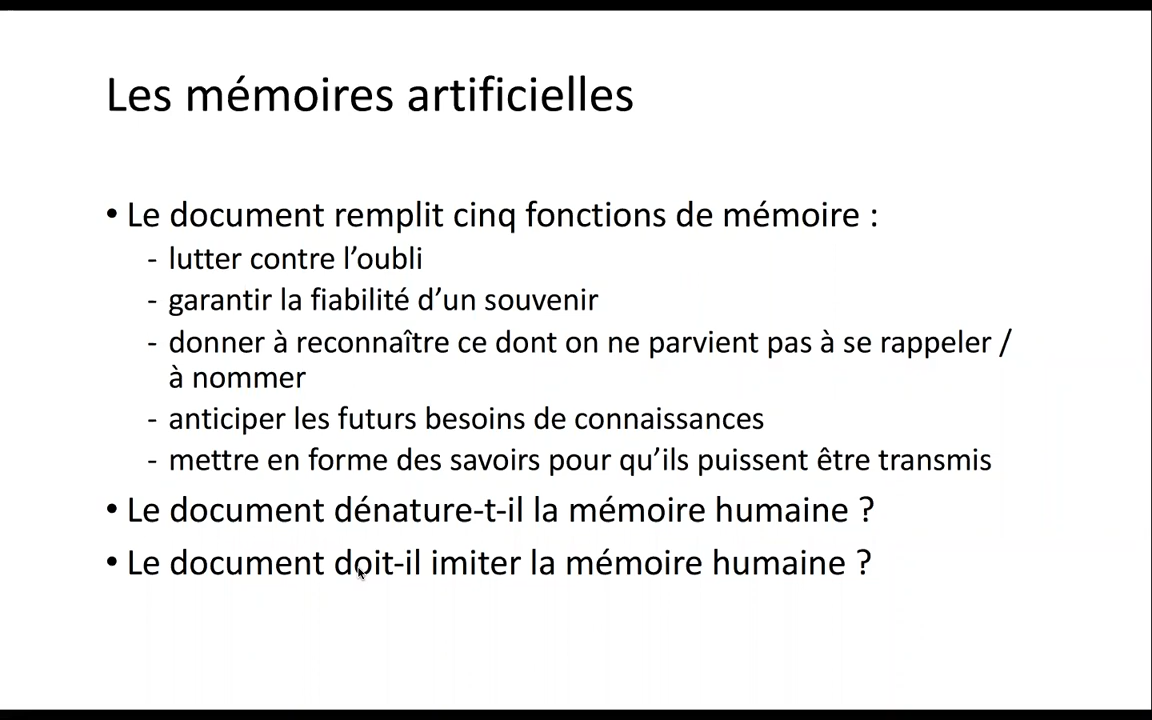 Les mémoires artificielles
• Le document remplit cinq fonctions de mémoire :
- lutter contre l’oubli
- garantir la fiabilité d’un souvenir
- donner à reconnaître ce dont on ne parvient pas à se rappeler /
à nommer
- anticiper les futurs besoins de connaissances
- mettre en forme des savoirs pour qu’ils puissent être transmis
• Le document dénature-t-il la mémoire humaine ?
• Le document doit-il imiter la mémoire humaine ?